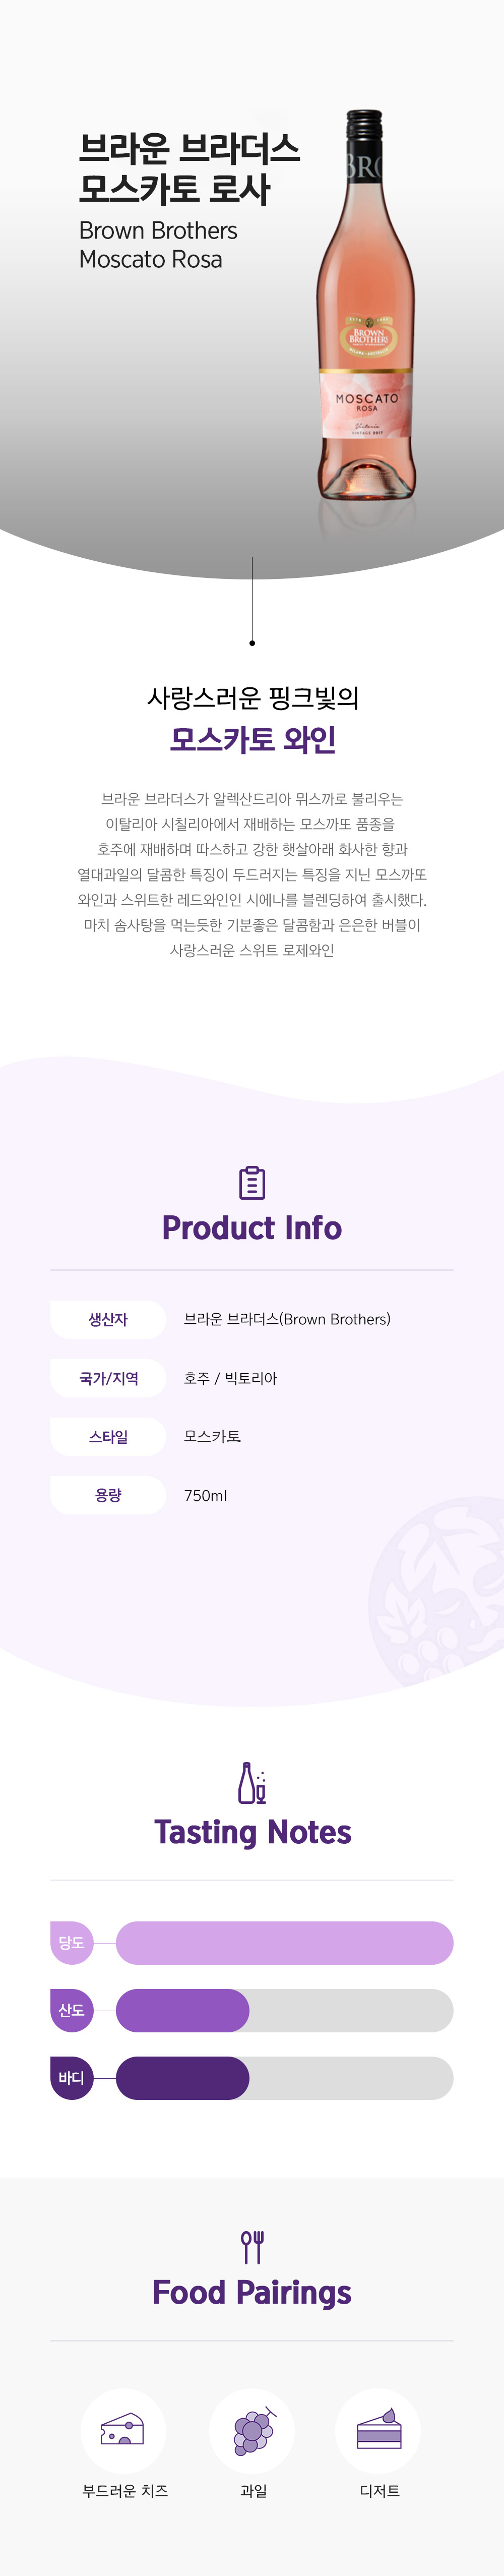 브라운 브라더스
모스카토 로사
Brown Brothers
Moscato Rosa
BRO
BROWN
BROTHERS
MOSCATO
ROSA
Victoria
VINTAGE 2017
사랑스러운 핑크빛의
모스카토 와인
브라운 브라더스가 알렉산드리아 뮈스까로 불리우는
이탈리아 시칠리아에서 재배하는 모스까또 품종을
호주에 재배하며 따스하고 강한 햇살아래 화사한 향과
열대과일의 달콤한 특징이 두드러지는 특징을 지닌 모스까또
와인과 스위트한 레드와인인 시에나를 블렌딩하여 출시했다.
마치 솜사탕을 먹는듯한 기분좋은 달콤함과 은은한 버블이
사랑스러운 스위트 로제와인
Product Info
생산자 브라운 브라더스(Brown Brothers)
국가/지역 호주 / 빅토리아
스타일 모스카토
용량 750ml
Tasting Notes
당도
산도
바디
Food Pairings
부드러운 치즈 과일 디저트